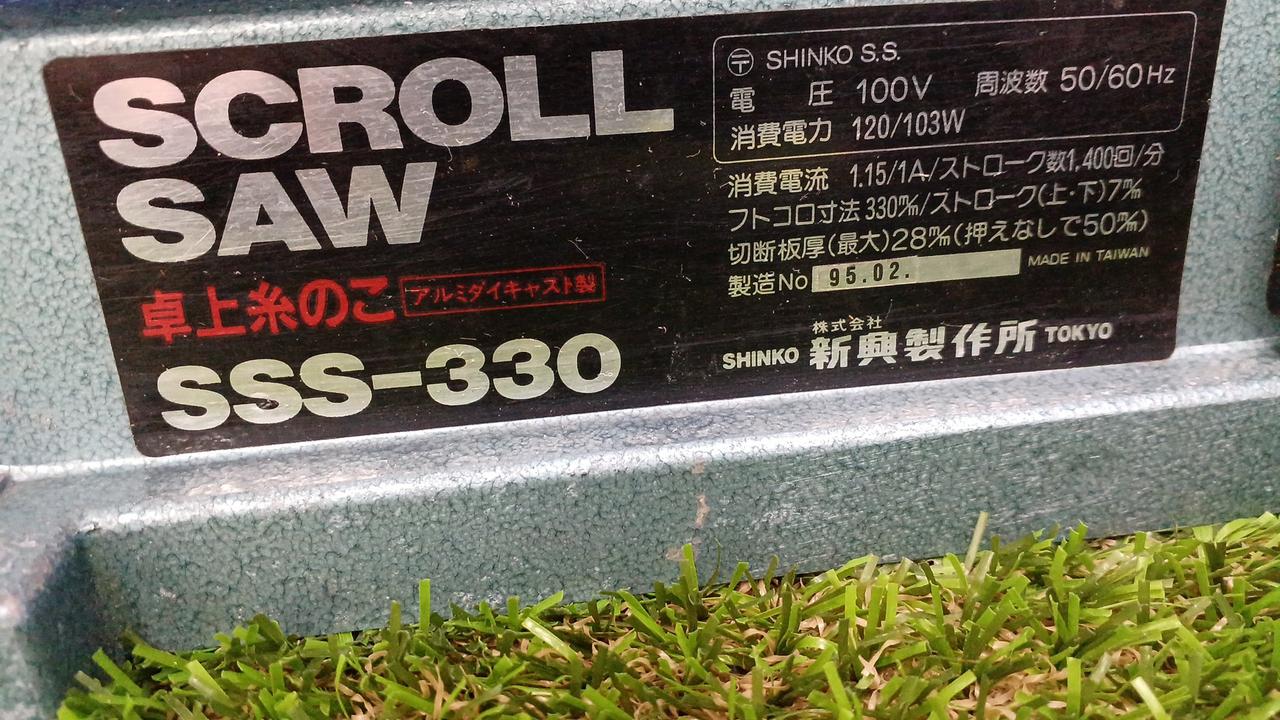 SCROLL
SAW
卓上糸のこ アルミダイキャスト製
SSS-330
〒 SHINKO S.S.
電圧 100V 周波数 50/60Hz
消費電力 120/103W
消費電流 1.15/1A/ストローク数1,400回/分
フトコロ寸法 330m/m/ストローク(上·下)7m/m
切断板厚(最大)28m/m(押えなしで50m/m)
製造No 95.02. MADE IN TAIWAN
SHINKO 株式会社 新興製作所 TOKYO